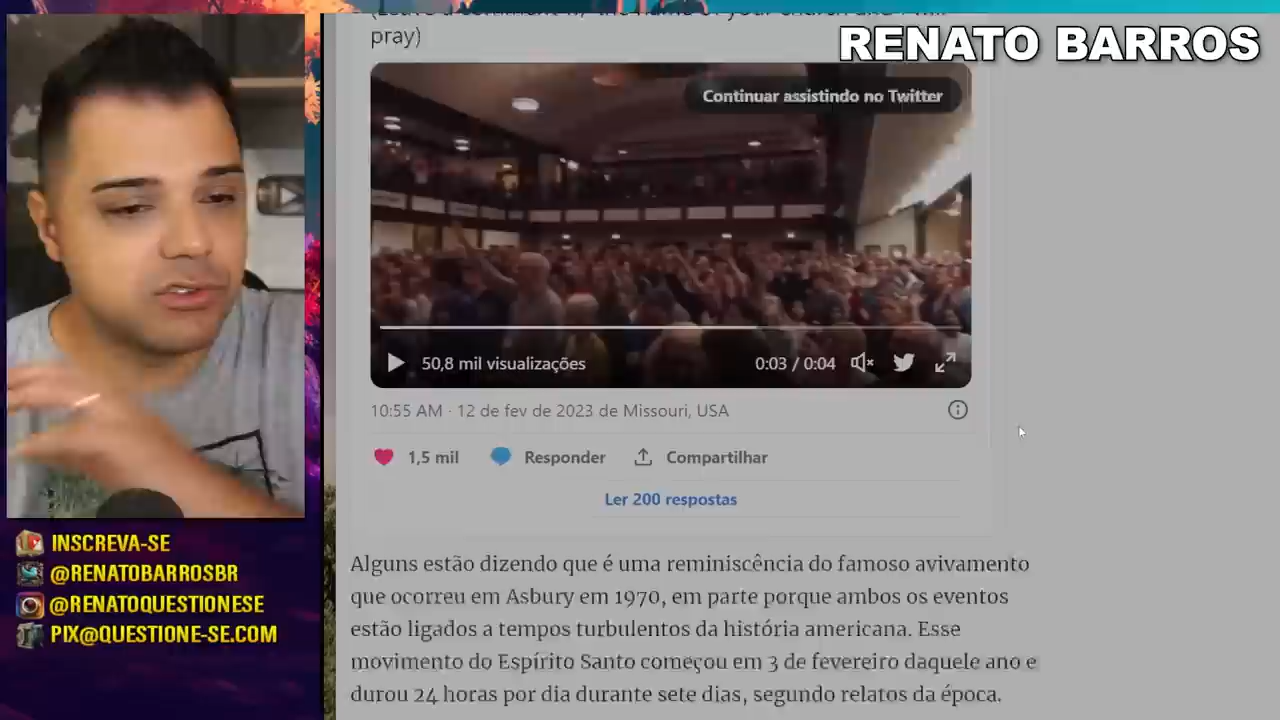 pray)
RENATO BARROS
Continuar assistindo no Twitter
50,8 mil visualizações
0:03 / 0:04
10:55 AM · 12 de fev de 2023 de Missouri, USA
1,5 mil
Responder
Compartilhar
Ler 200 respostas
INSCREVA-SE
@RENATOBARROSBR
@RENATOQUESTIONESE
PIX@QUESTIONE-SE.COM
Alguns estão dizendo que é uma reminiscência do famoso avivamento
que ocorreu em Asbury em 1970, em parte porque ambos os eventos
estão ligados a tempos turbulentos da história americana. Esse
movimento do Espírito Santo começou em 3 de fevereiro daquele ano e
durou 24 horas por dia durante sete dias, segundo relatos da época.